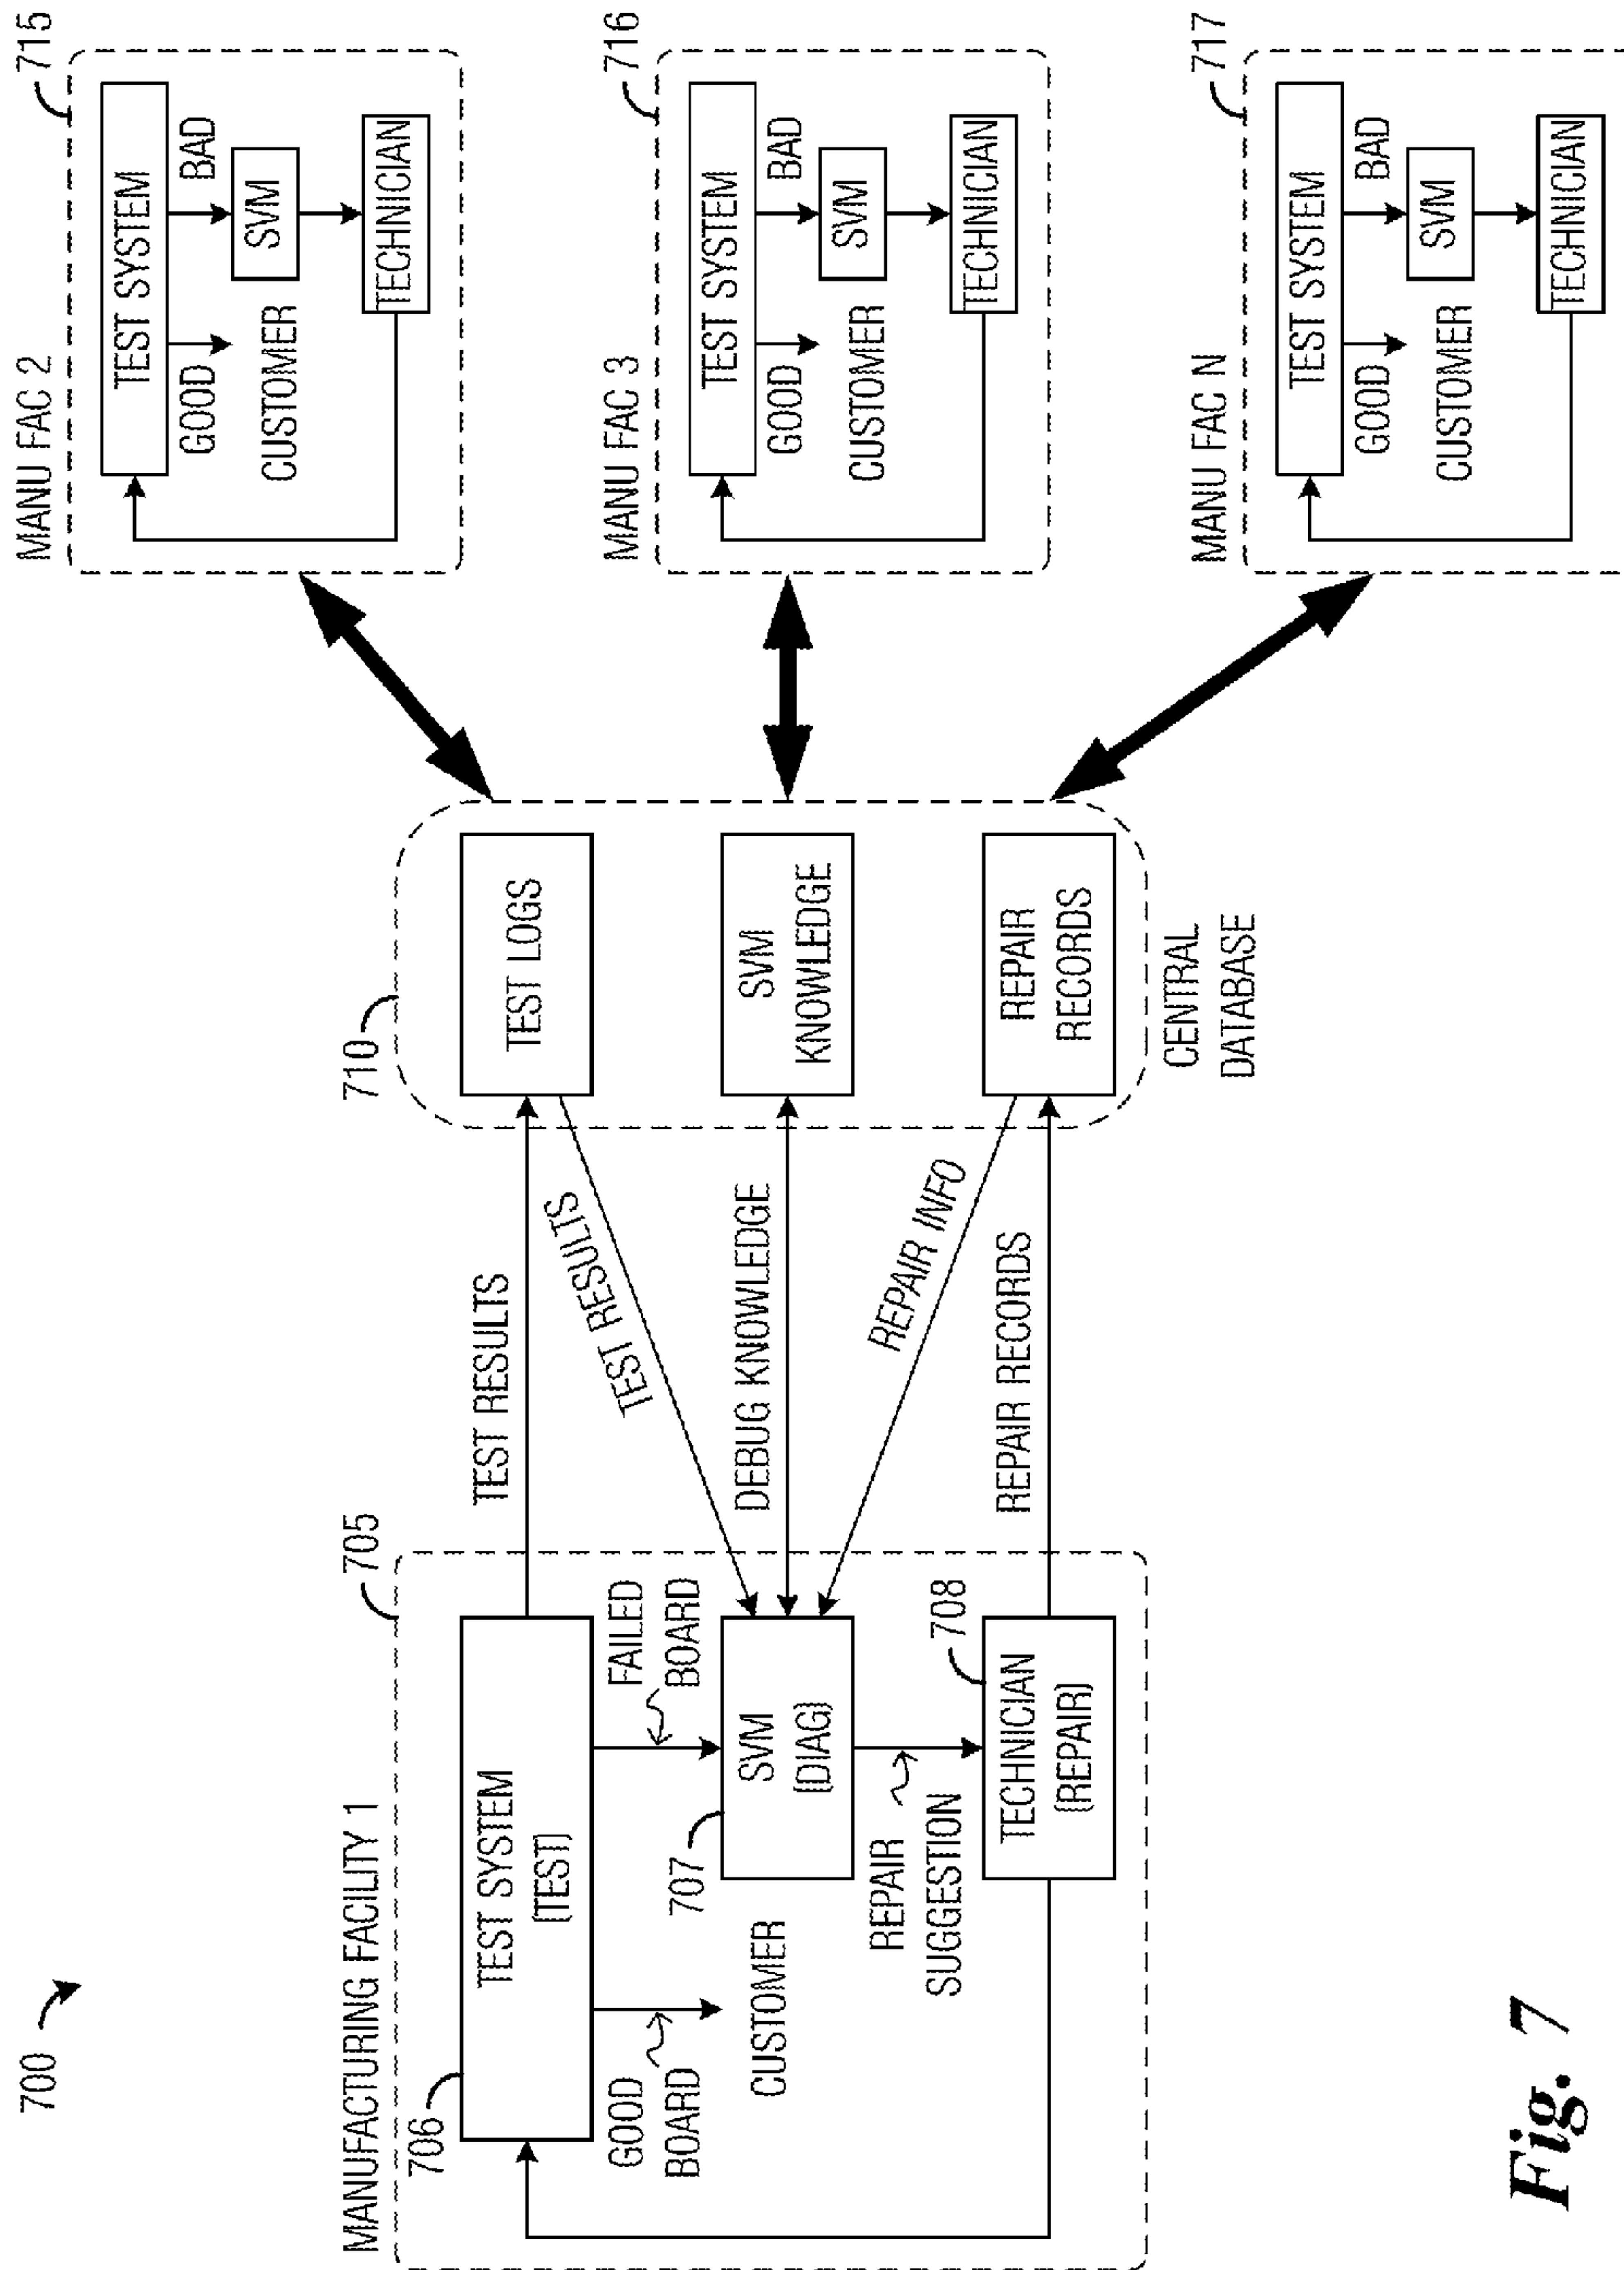 700
MANUFACTURING FACILITY 1
705
706
TEST SYSTEM
(TEST)
GOOD
BOARD
FAILED
BOARD
CUSTOMER
707
SVM
(DIAG)
REPAIR
SUGGESTION
708
TECHNICIAN
(REPAIR)
TEST RESULTS
TEST RESULTS
DEBUG KNOWLEDGE
REPAIR INFO
REPAIR RECORDS
710
TEST LOGS
SVM
KNOWLEDGE
REPAIR
RECORDS
CENTRAL
DATABASE
MANU FAC 2
715
TEST SYSTEM
GOOD
BAD
CUSTOMER
SVM
TECHNICIAN
MANU FAC 3
716
TEST SYSTEM
GOOD
BAD
CUSTOMER
SVM
TECHNICIAN
MANU FAC N
717
TEST SYSTEM
GOOD
BAD
CUSTOMER
SVM
TECHNICIAN
Fig. 7